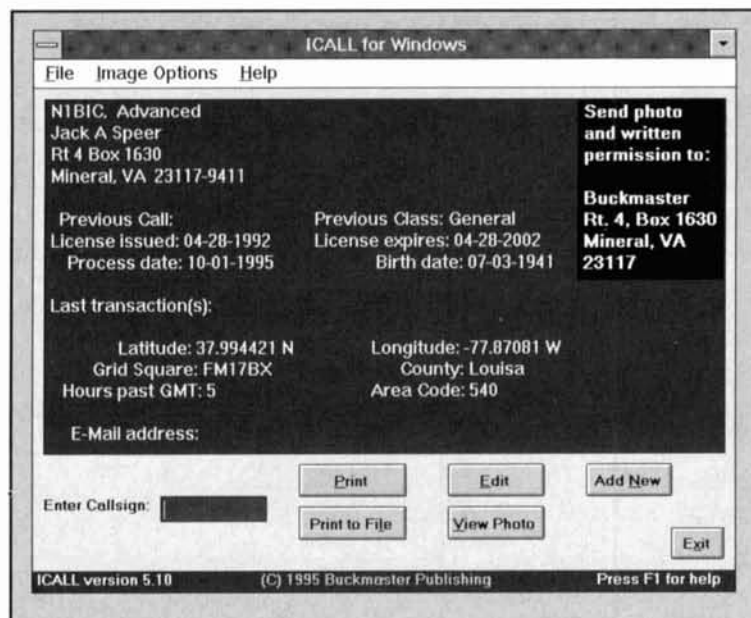 ICALL for Windows
File Image Options Help
N1BIC, Advanced
Jack A Speer
Rt 4 Box 1630
Mineral, VA 23117-9411
Send photo
and written
permission to:
Buckmaster
Rt. 4, Box 1630
Mineral, VA
23117
Previous Call: Previous Class: General
License issued: 04-28-1992 License expires: 04-28-2002
Process date: 10-01-1995 Birth date: 07-03-1941
Last transaction(s):
Latitude: 37.994421 N Longitude: -77.87081 W
Grid Square: FM17BX County: Louisa
Hours past GMT: 5 Area Code: 540
E-Mail address:
Enter Callsign: Print Edit Add New
Print to File View Photo
Exit
ICALL version 5.10 (C) 1995 Buckmaster Publishing Press F1 for help